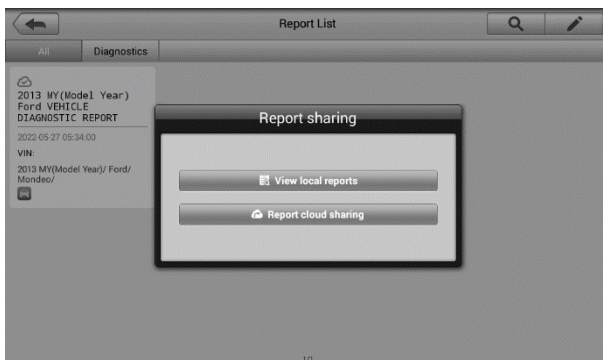 Report List
All
Diagnostics
2013 MY(Model Year)
Ford VEHICLE
DIAGNOSTIC REPORT
2022-05-27 05:34:00
VIN:
2013 MY(Model Year)/ Ford/
Mondeo/
Report sharing
View local reports
Report cloud sharing
1/1